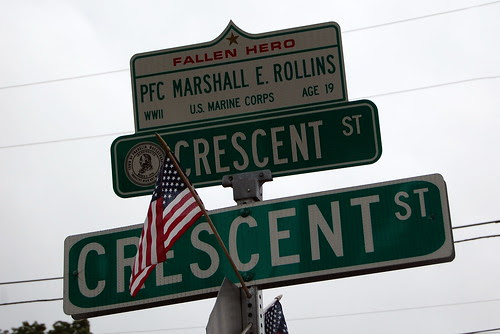 FALLEN HERO
PFC MARSHALL E. ROLLINS
WWII U.S. MARINE CORPS AGE 19
CRESCENT ST
CRESCENT ST